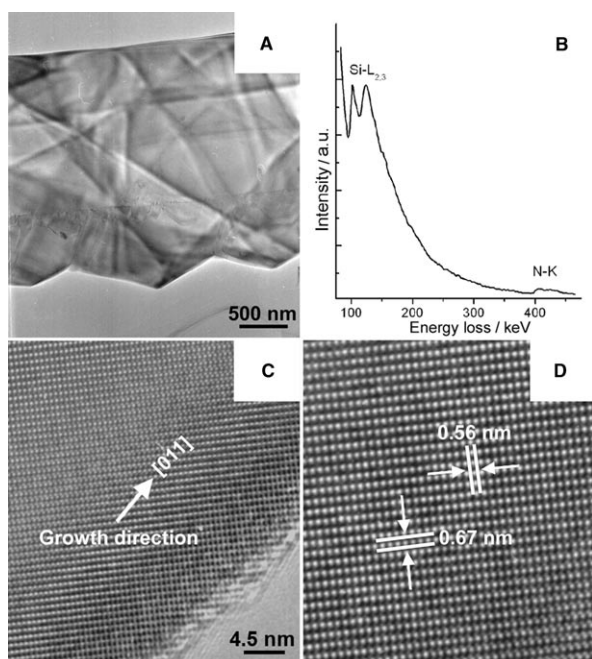 A
500 nm
B
Si-L2,3
N-K
Intensity / a.u.
100 200 300 400
Energy loss / keV
C
[011]
Growth direction
4.5 nm
D
0.56 nm
0.67 nm